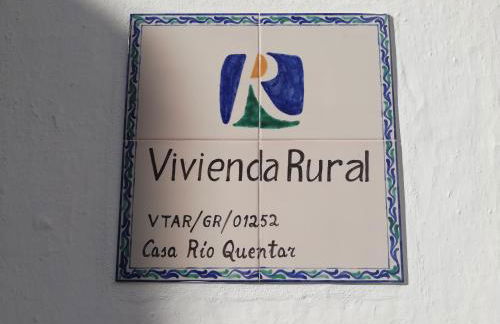 R
Vivienda Rural
VTAR/GR/01252
Casa Río Quentar